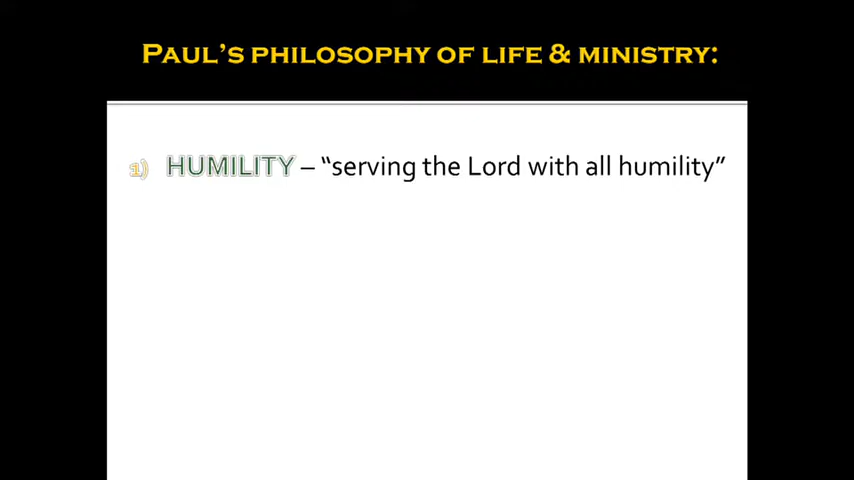 PAUL'S PHILOSOPHY OF LIFE & MINISTRY:
1) HUMILITY – “serving the Lord with all humility”